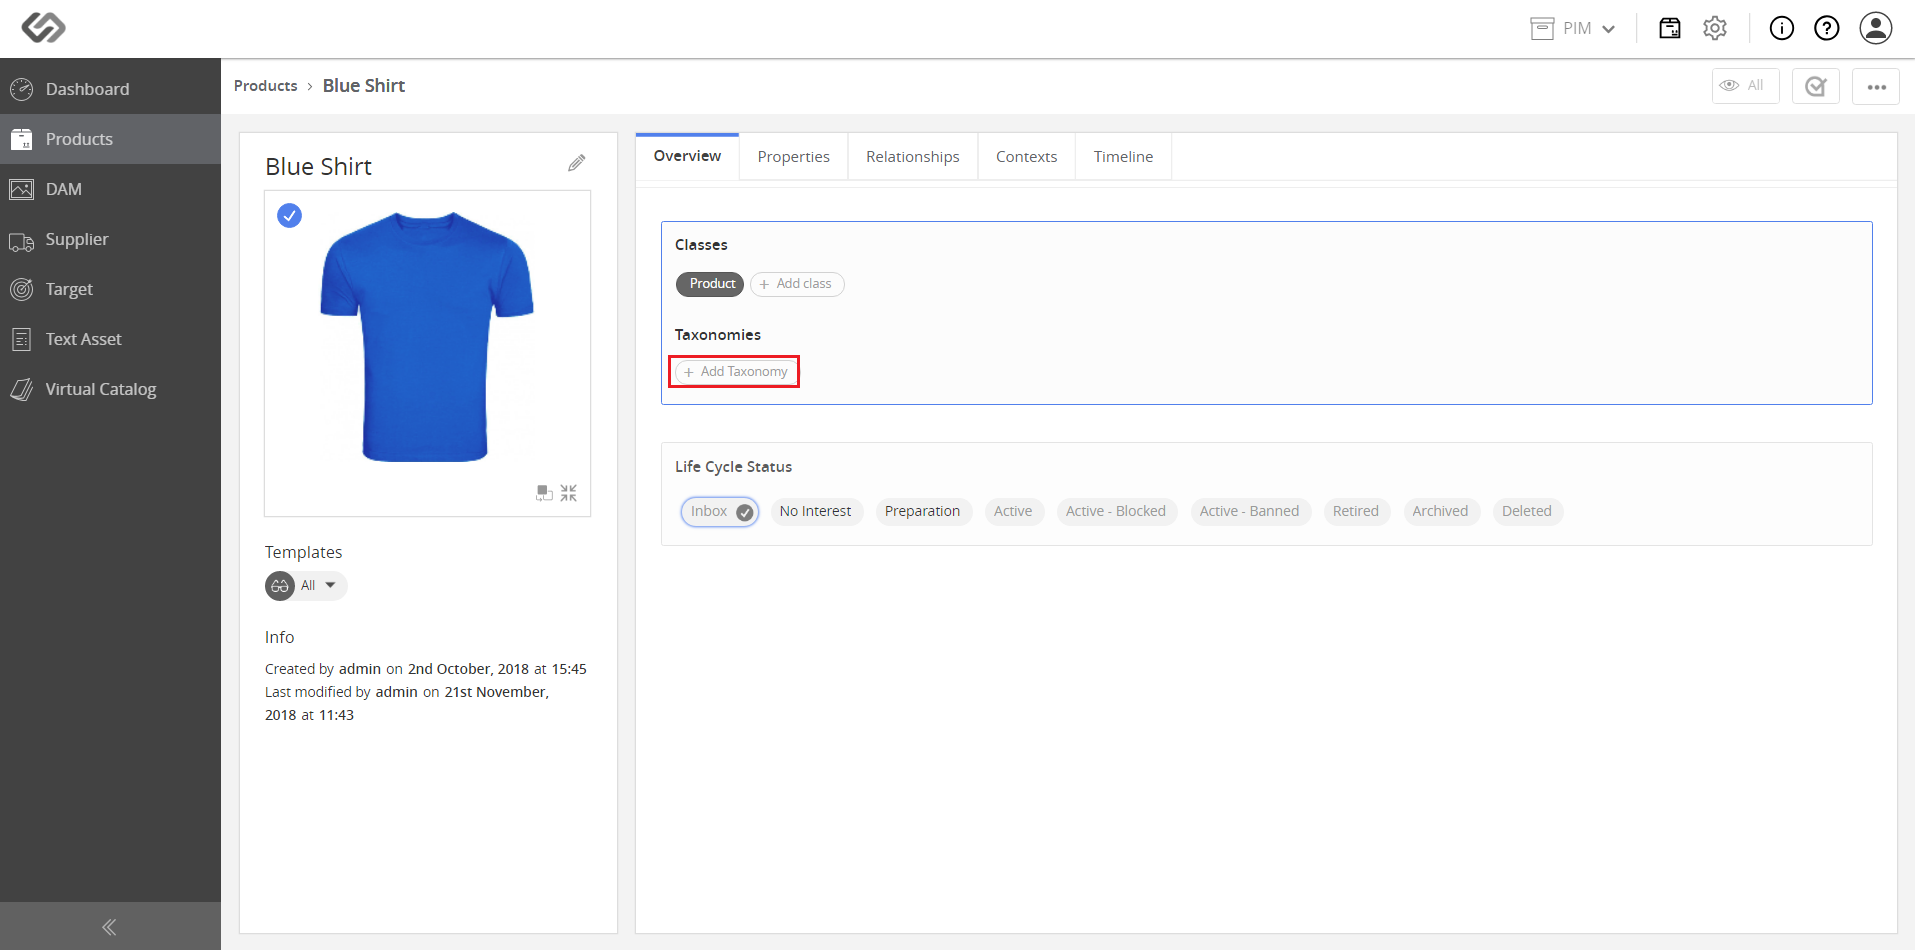 PIM
Dashboard
Products
DAM
Supplier
Target
Text Asset
Virtual Catalog
Products › Blue Shirt
All
Blue Shirt
Templates
All
Info
Created by admin on 2nd October, 2018 at 15:45
Last modified by admin on 21st November,
2018 at 11:43
Overview Properties Relationships Contexts Timeline
Classes
Product + Add class
Taxonomies
+ Add Taxonomy
Life Cycle Status
Inbox No Interest Preparation Active Active - Blocked Active - Banned Retired Archived Deleted